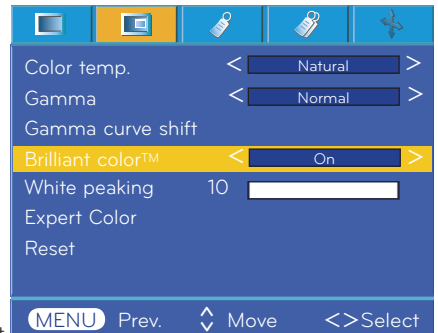 Color temp. < Natural >
Gamma < Normal >
Gamma curve shift
Brilliant color™ < On >
White peaking 10
Expert Color
Reset
MENU Prev. Move <>Select